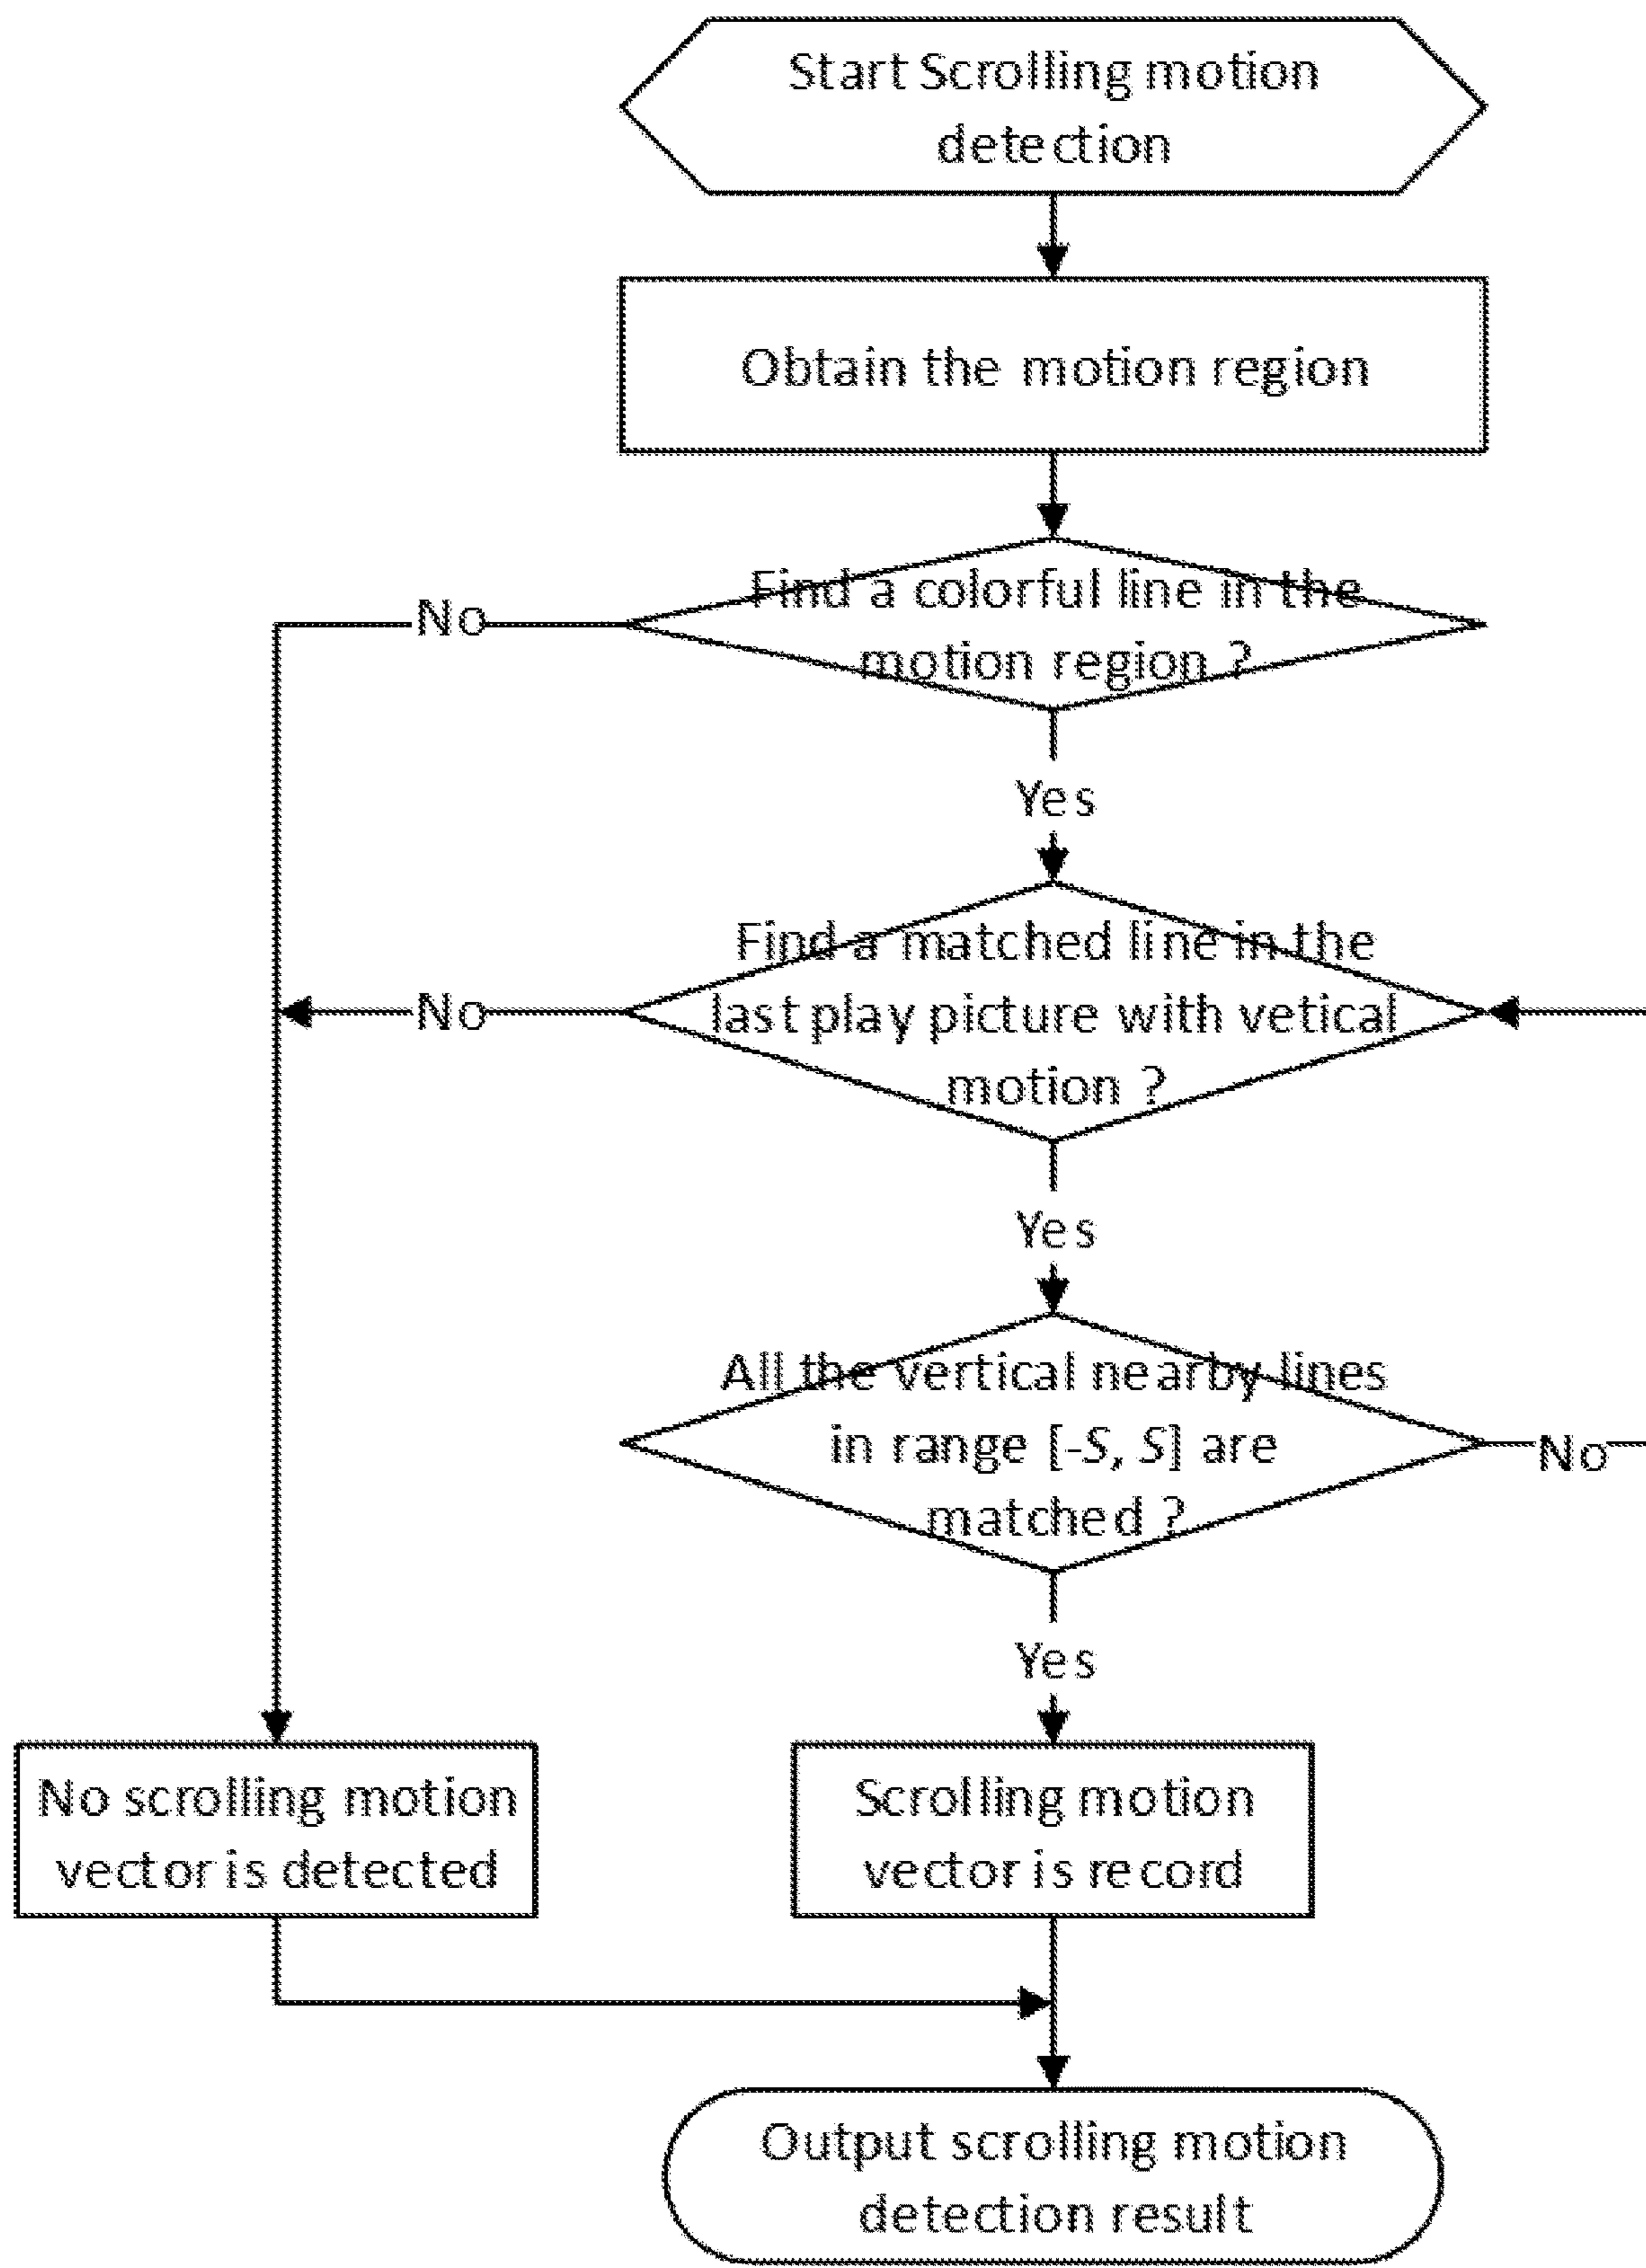 Start Scrolling motion
detection
Obtain the motion region
Find a colorful line in the
motion region ?
No
Yes
Find a matched line in the
last play picture with vetical
motion ?
No
Yes
All the vertical nearby lines
in range [-S, S] are
matched ?
No
Yes
No scrolling motion
vector is detected
Scrolling motion
vector is record
Output scrolling motion
detection result